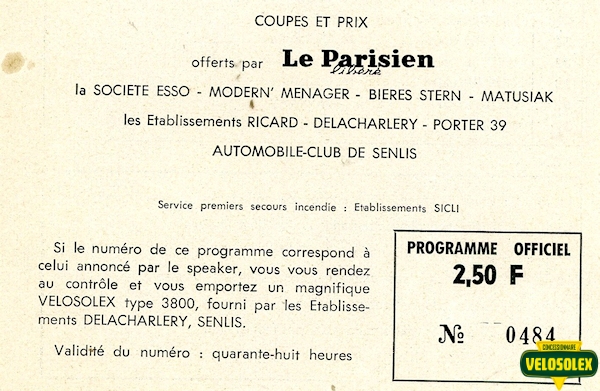 COUPES ET PRIX
offerts par Le Parisien
libéré
la SOCIETE ESSO - MODERN' MENAGER - BIERES STERN - MATUSIAK
les Etablissements RICARD - DELACHARLERY - PORTER 39
AUTOMOBILE-CLUB DE SENLIS
Service premiers secours incendie : Etablissements SICLI
Si le numéro de ce programme correspond à
celui annoncé par le speaker, vous vous rendez
au contrôle et vous emportez un magnifique
VELOSOLEX type 3800, fourni par les Etablisse-
ments DELACHARLERY, SENLIS.
Validité du numéro : quarante-huit heures
PROGRAMME OFFICIEL
2,50 F
No 0484
CONCESSIONNAIRE
VELOSOLEX